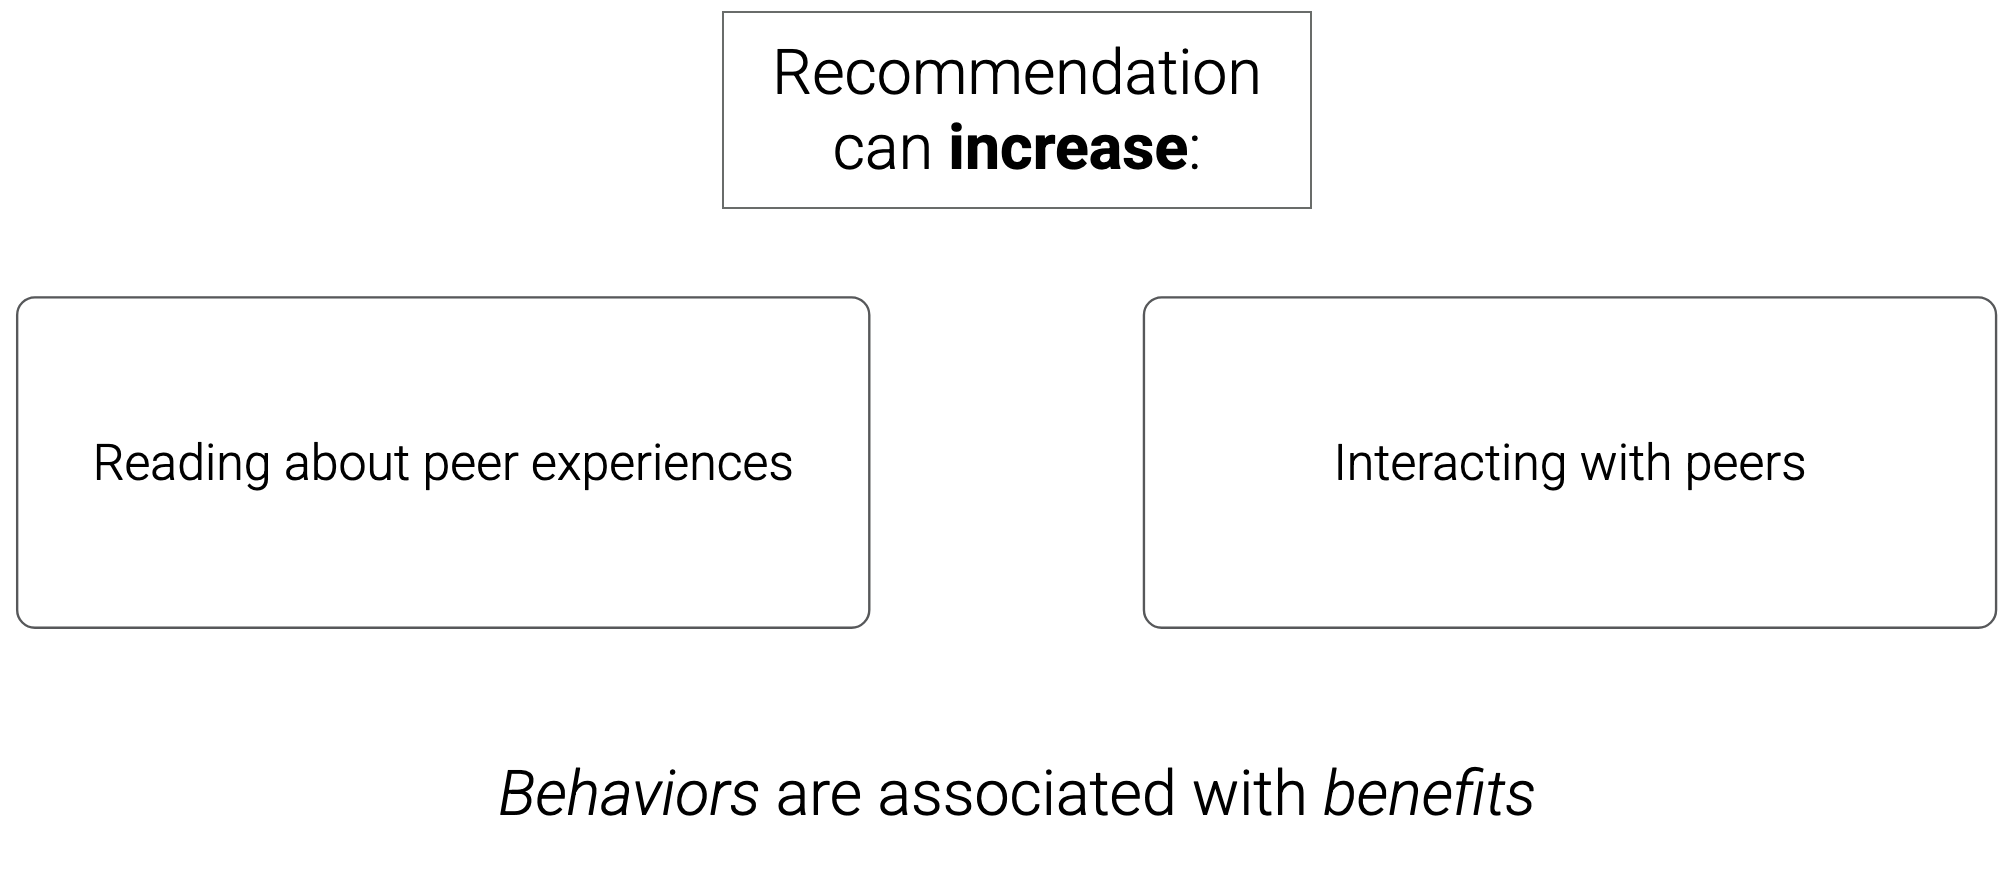 Recommendation
can increase:
Reading about peer experiences
Interacting with peers
Behaviors are associated with benefits